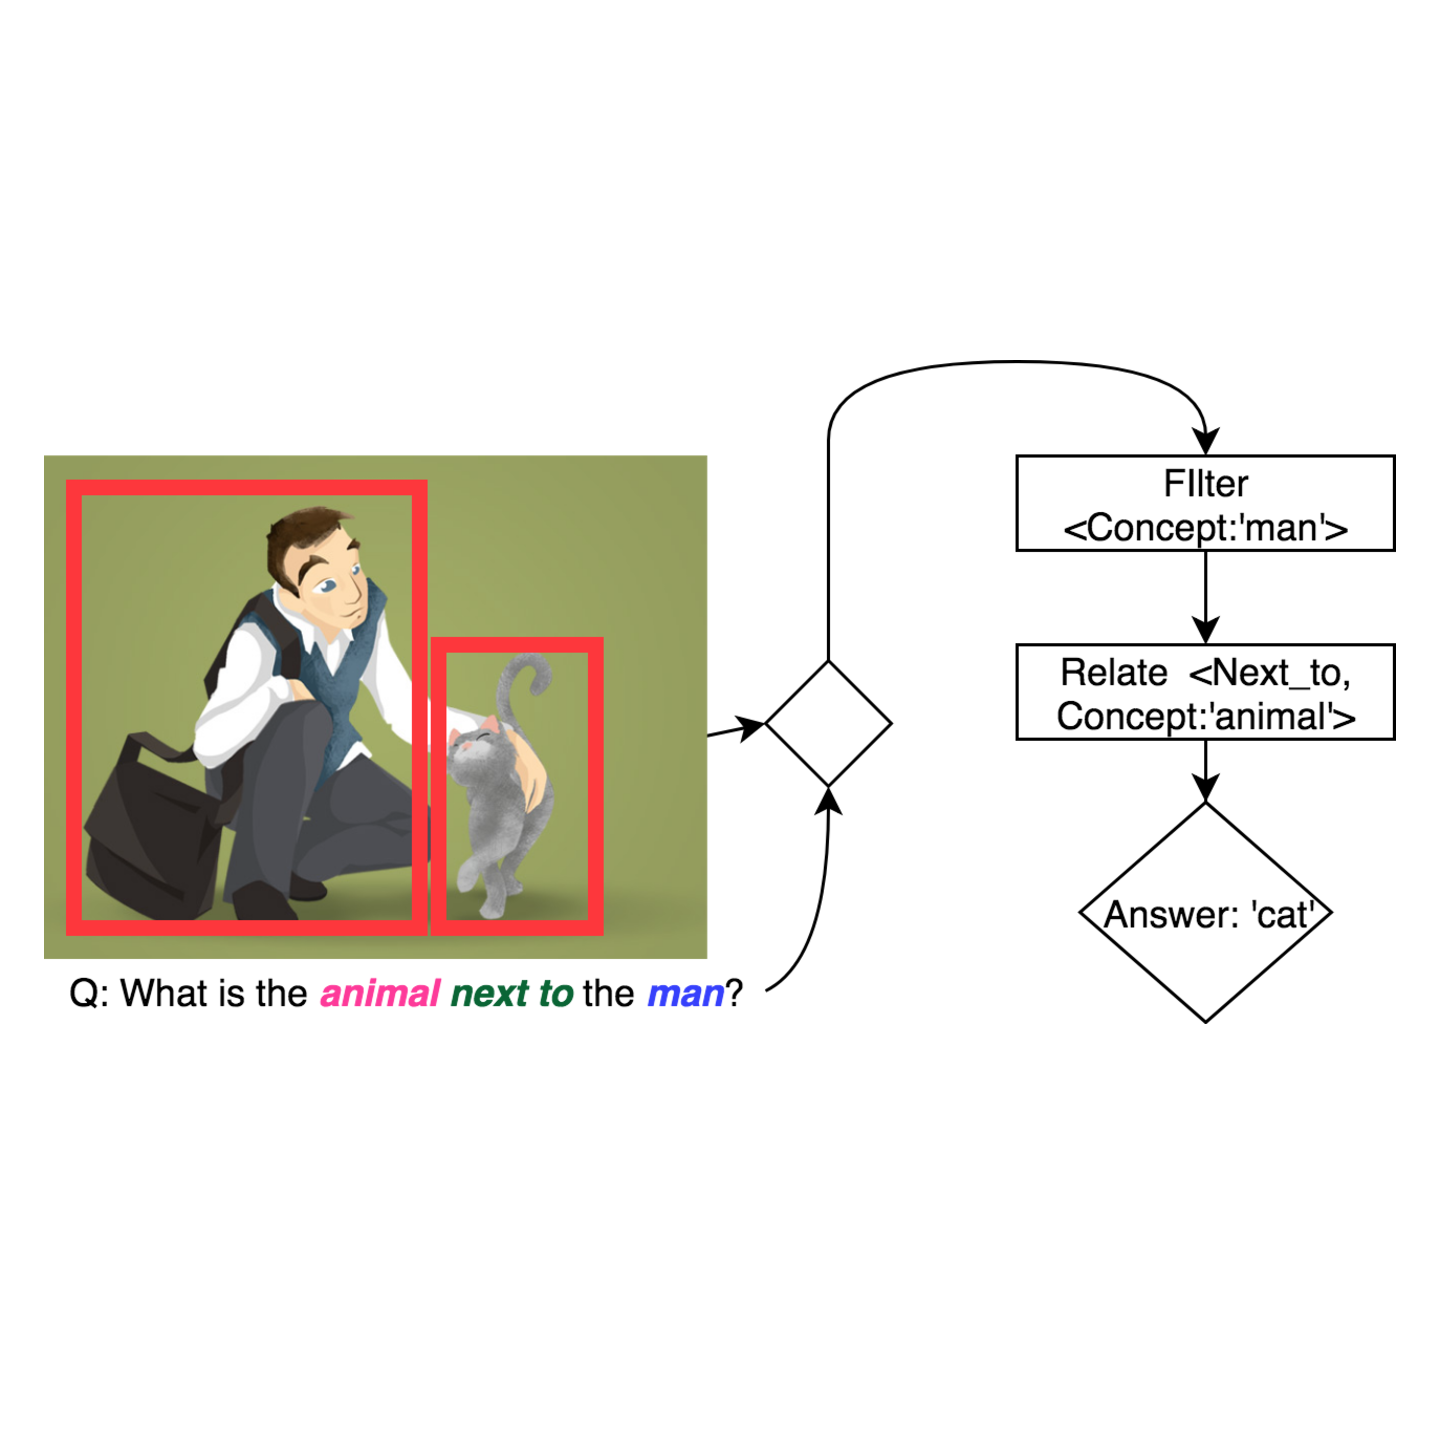 Q: What is the animal next to the man?
FIlter
<Concept:'man'>
Relate <Next_to,
Concept:'animal'>
Answer: 'cat'